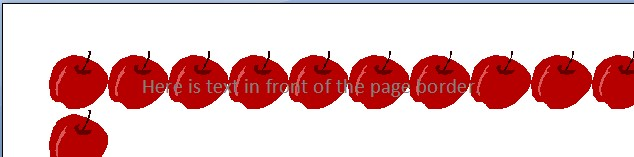 Here is text in front of the page border.